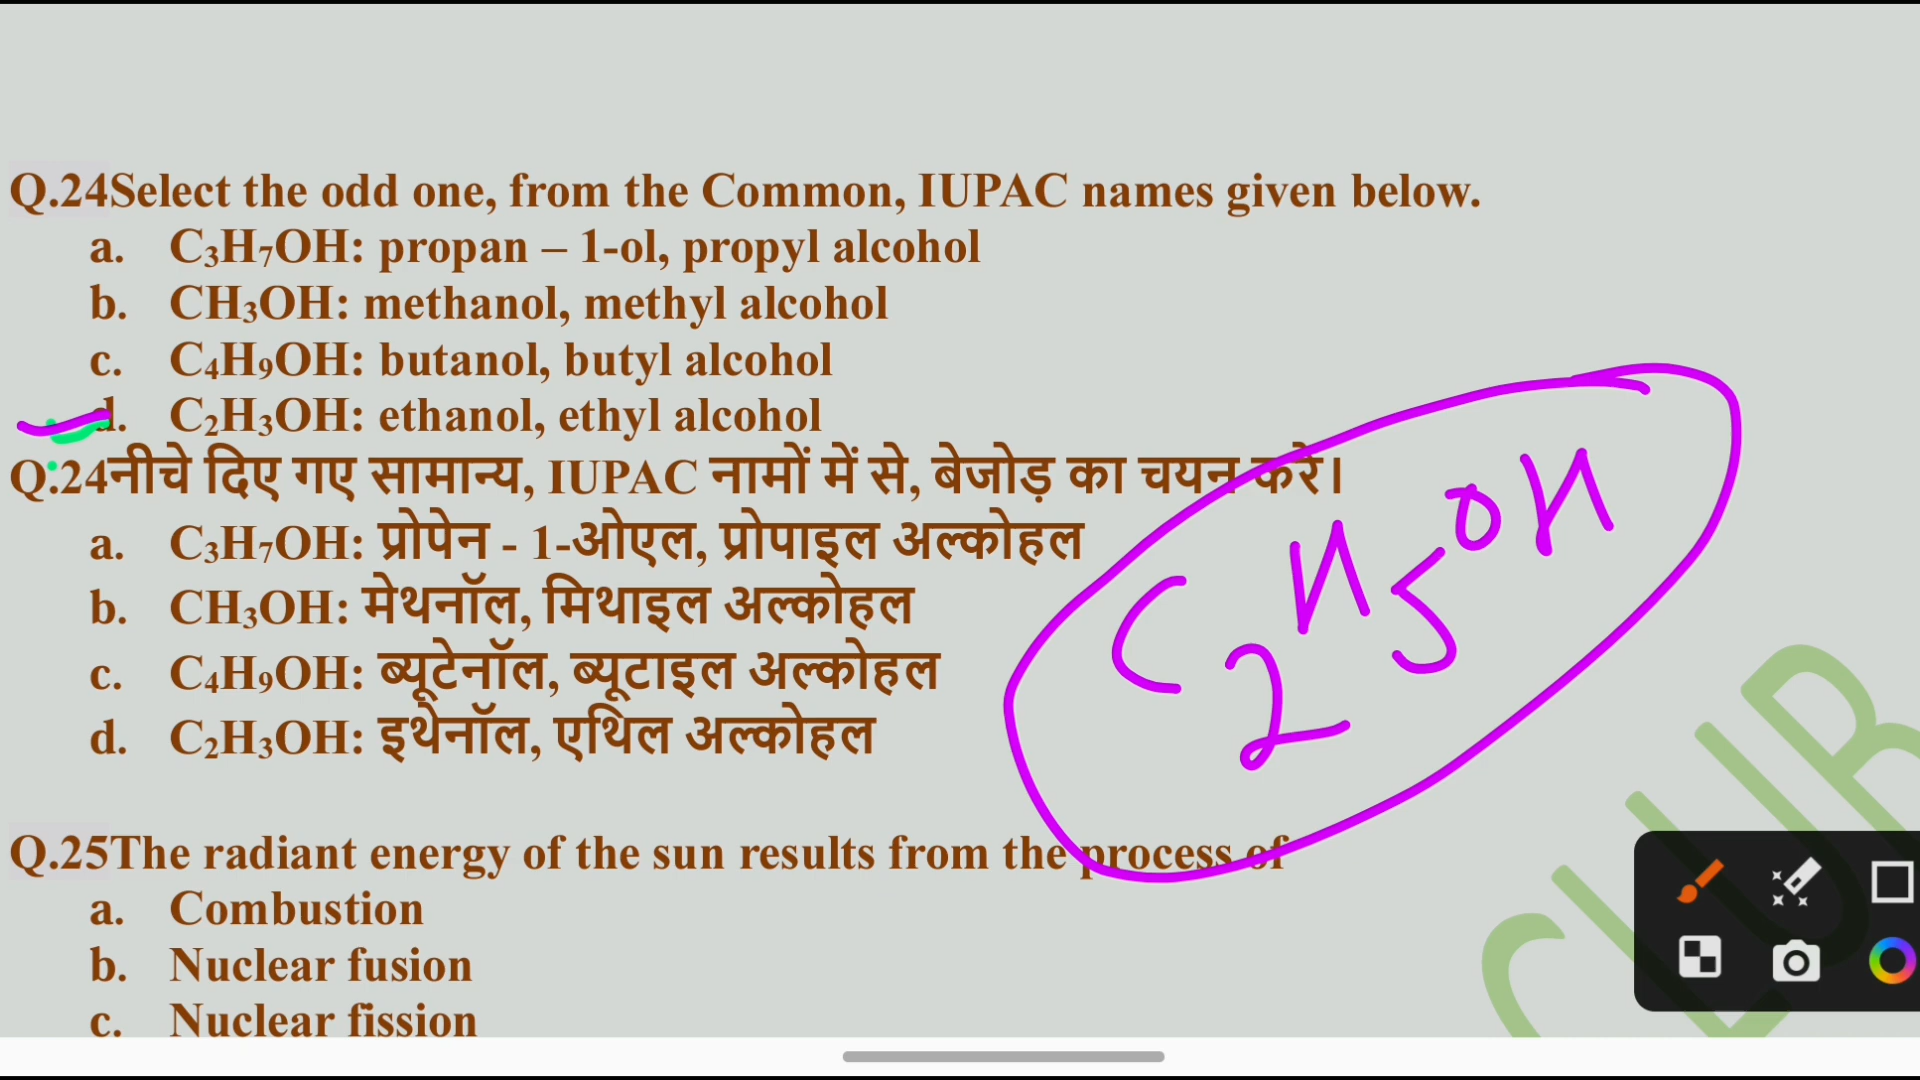 Q.24Select the odd one, from the Common, IUPAC names given below.
a. C₃H₇OH: propan – 1-ol, propyl alcohol
b. CH₃OH: methanol, methyl alcohol
c. C₄H₉OH: butanol, butyl alcohol
d. C₂H₃OH: ethanol, ethyl alcohol
Q.24नीचे दिए गए सामान्य, IUPAC नामों में से, बेजोड़ का चयन करें।
a. C₃H₇OH: प्रोपेन - 1-ओएल, प्रोपाइल अल्कोहल
b. CH₃OH: मेथनॉल, मिथाइल अल्कोहल
c. C₄H₉OH: ब्यूटेनॉल, ब्यूटाइल अल्कोहल
d. C₂H₃OH: इथेनॉल, एथिल अल्कोहल
C₂H₅OH
Q.25The radiant energy of the sun results from the process of
a. Combustion
b. Nuclear fusion
c. Nuclear fission
CLUB